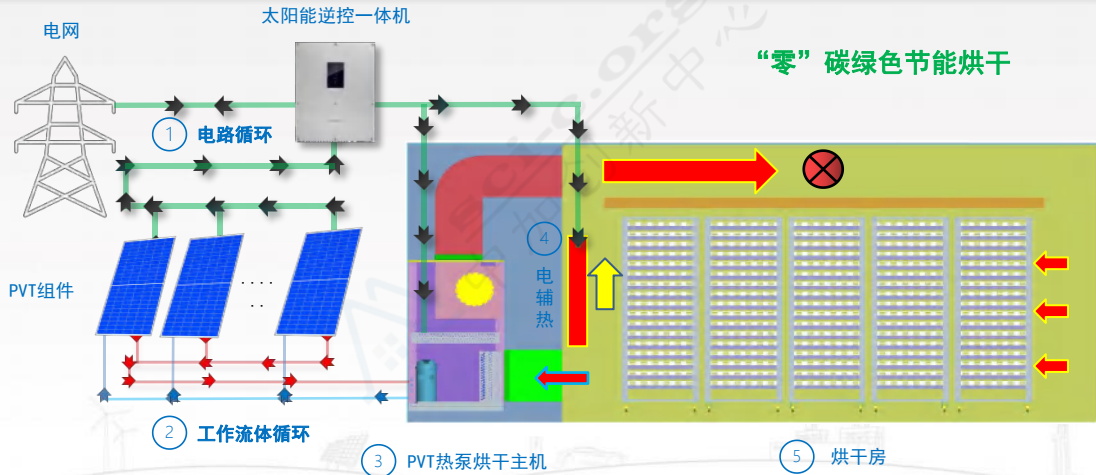 太阳能逆控一体机
电网
“零”碳绿色节能烘干
1 电路循环
4
电
辅
热
PVT组件
2 工作流体循环
3 PVT热泵烘干主机
5 烘干房